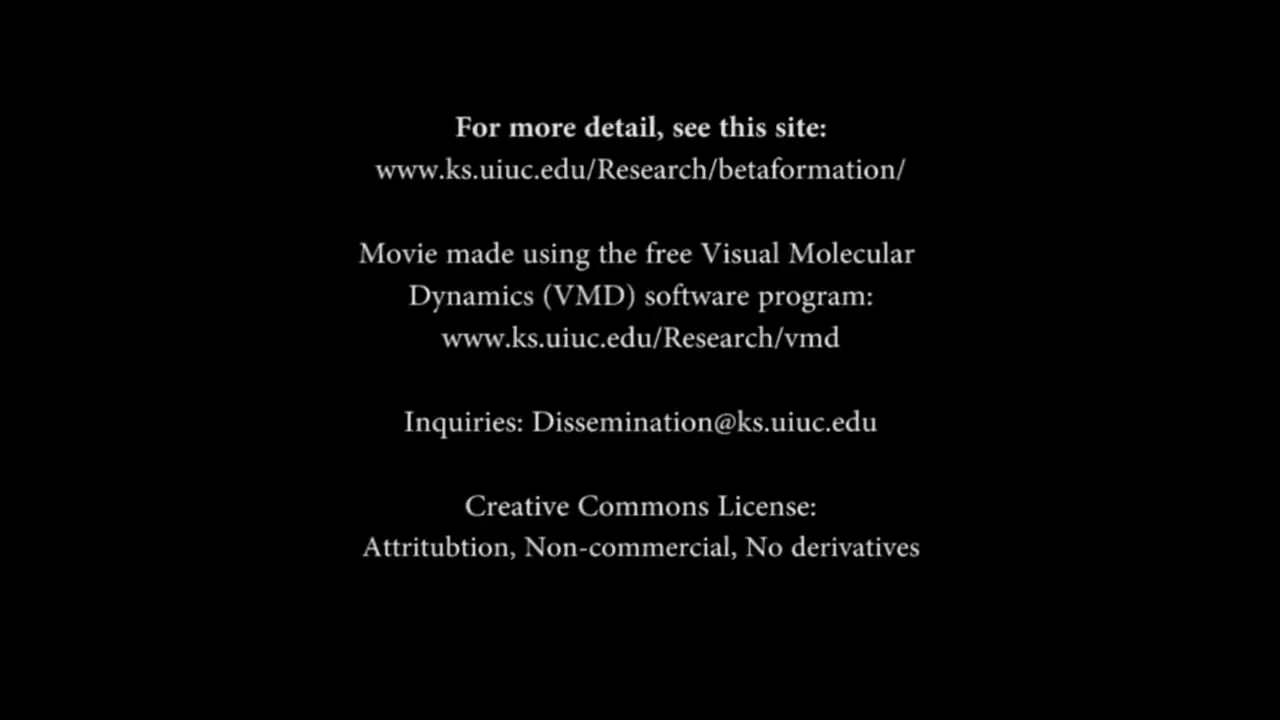 For more detail, see this site:
www.ks.uiuc.edu/Research/betaformation/
Movie made using the free Visual Molecular
Dynamics (VMD) software program:
www.ks.uiuc.edu/Research/vmd
Inquiries: Dissemination@ks.uiuc.edu
Creative Commons License:
Attritubtion, Non-commercial, No derivatives